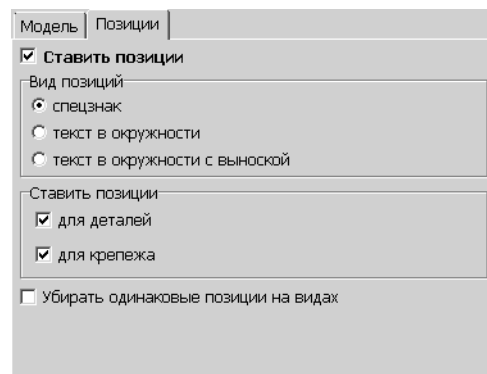 Модель Позиции
Ставить позиции
Вид позиций
спецзнак
текст в окружности
текст в окружности с выноской
Ставить позиции
для деталей
для крепежа
Убирать одинаковые позиции на видах